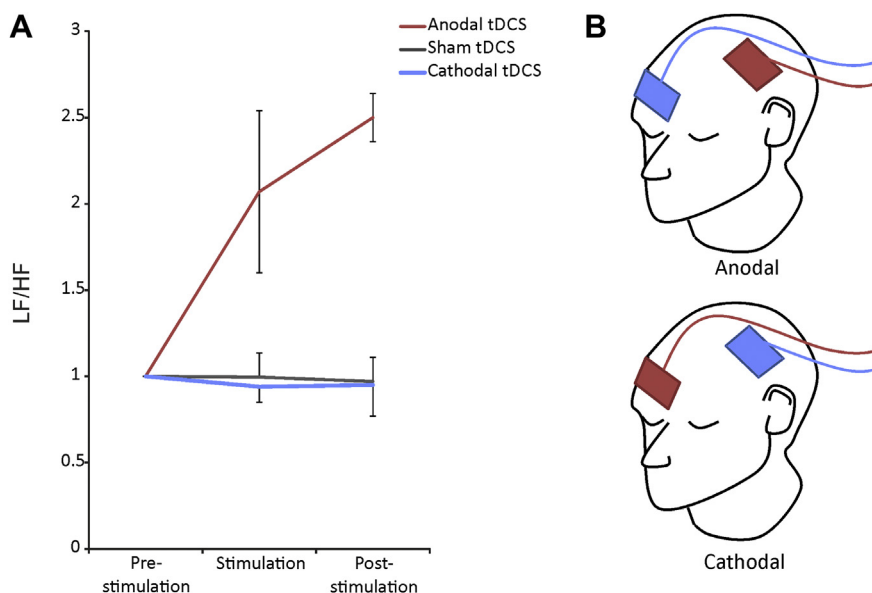 A
3
2.5
2
1.5
1
0.5
0
LF/HF
Anodal tDCS
Sham tDCS
Cathodal tDCS
Pre-
stimulation
Stimulation
Post-
stimulation
B
Anodal
Cathodal